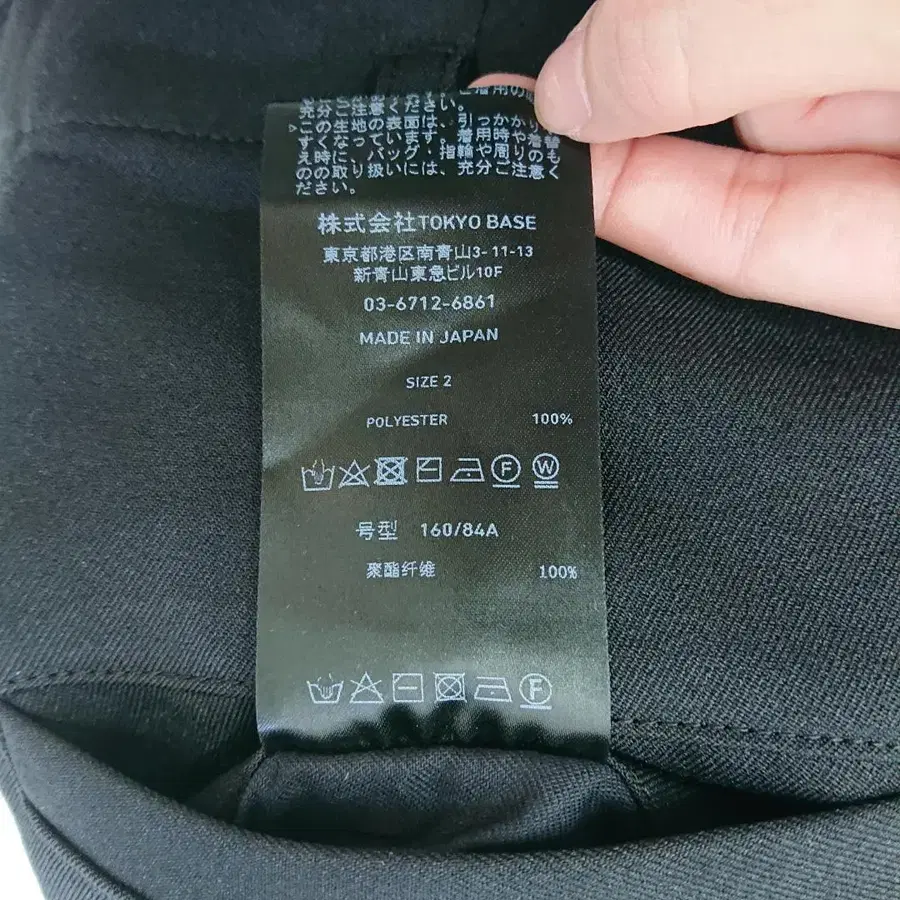 充分ご注意ください。
この生地の表面は、引っかかりや
すくなっています。着用時や着替
え時に、バッグ、指輪や周りのも
のの取り扱いには、充分ご注意く
ださい。
株式会社TOKYO BASE
東京都港区南青山3-11-13
新青山東急ビル10F
03-6712-6861
MADE IN JAPAN
SIZE 2
POLYESTER 100%
F W
号型 160/84A
聚酯纤维 100%
F